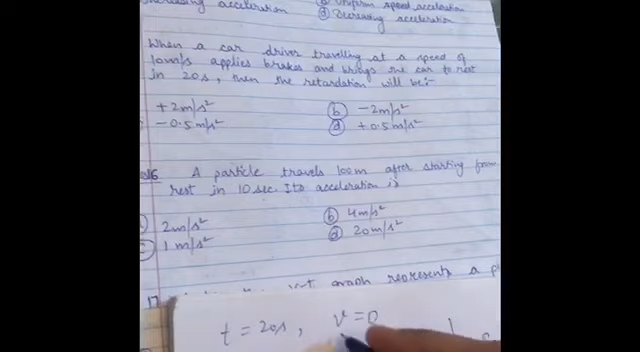 increasing acceleration
Uniform speed acceleration
(d) Decreasing acceleration
When a car driver travelling at a speed of
10m/s applies brakes and brings the car to rest
in 20s, then the retardation will be:-
+2m/s²
(b) -2m/s²
-0.5m/s²
(d) +0.5m/s²
16 A particle travels 100m after starting from
rest in 10 sec. Its acceleration is
2m/s²
(b) 4m/s²
(c) 1m/s²
(d) 20m/s²
17 graph represents a
t = 20s, v = 0